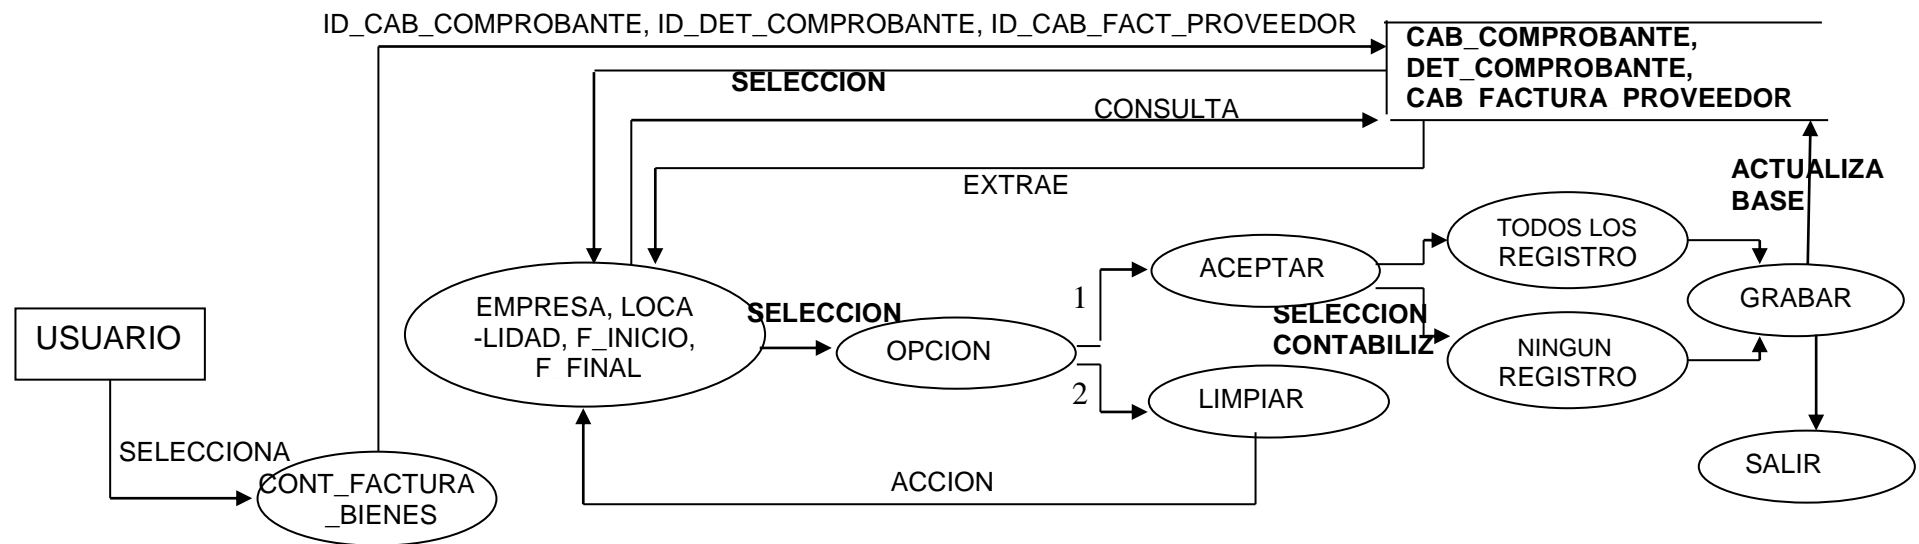 ID_CAB_COMPROBANTE, ID_DET_COMPROBANTE, ID_CAB_FACT_PROVEEDOR
CAB_COMPROBANTE,
DET_COMPROBANTE,
CAB FACTURA PROVEEDOR
SELECCION
CONSULTA
EXTRAE
ACTUALIZA
BASE
TODOS LOS
REGISTRO
ACEPTAR
1
GRABAR
EMPRESA, LOCA
-LIDAD, F_INICIO,
F FINAL
SELECCION
OPCION
SELECCION
CONTABILIZ
USUARIO
NINGUN
REGISTRO
2
LIMPIAR
SELECCIONA
CONT_FACTURA
_BIENES
ACCION
SALIR